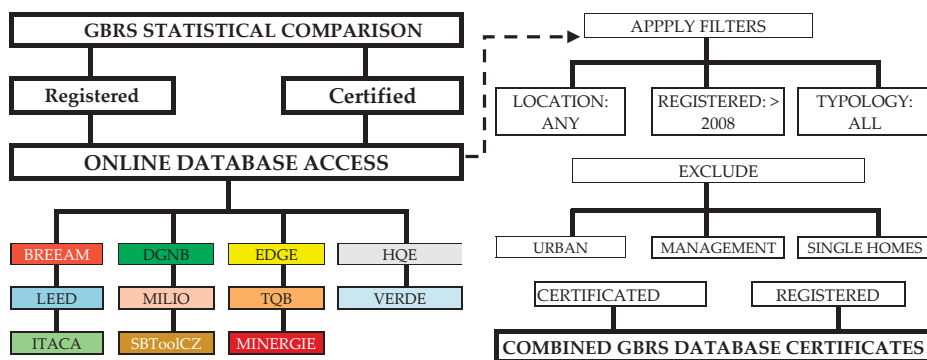 GBRS STATISTICAL COMPARISON
Registered
Certified
ONLINE DATABASE ACCESS
BREEAM
DGNB
EDGE
HQE
LEED
MILIO
TQB
VERDE
ITACA
SBToolCZ
MINERGIE
APPPLY FILTERS
LOCATION:
ANY
REGISTERED: >
2008
TYPOLOGY:
ALL
EXCLUDE
URBAN
MANAGEMENT
SINGLE HOMES
CERTIFICATED
REGISTERED
COMBINED GBRS DATABASE CERTIFICATES